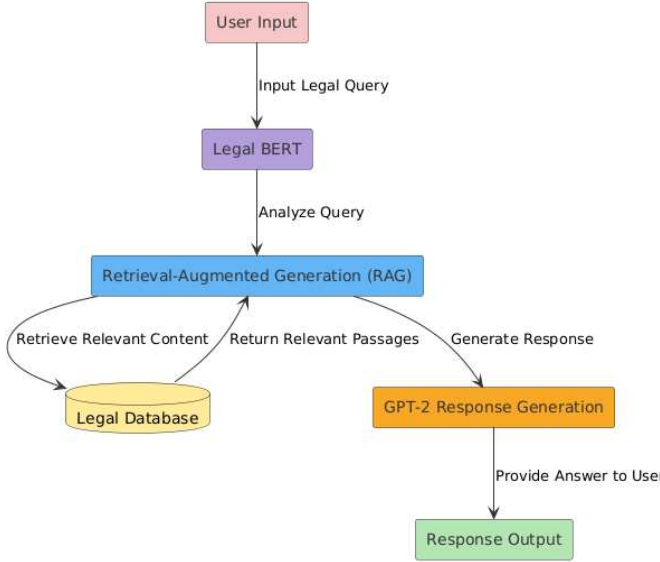 User Input
Input Legal Query
Legal BERT
Analyze Query
Retrieval-Augmented Generation (RAG)
Retrieve Relevant Content
Return Relevant Passages
Generate Response
Legal Database
GPT-2 Response Generation
Provide Answer to User
Response Output